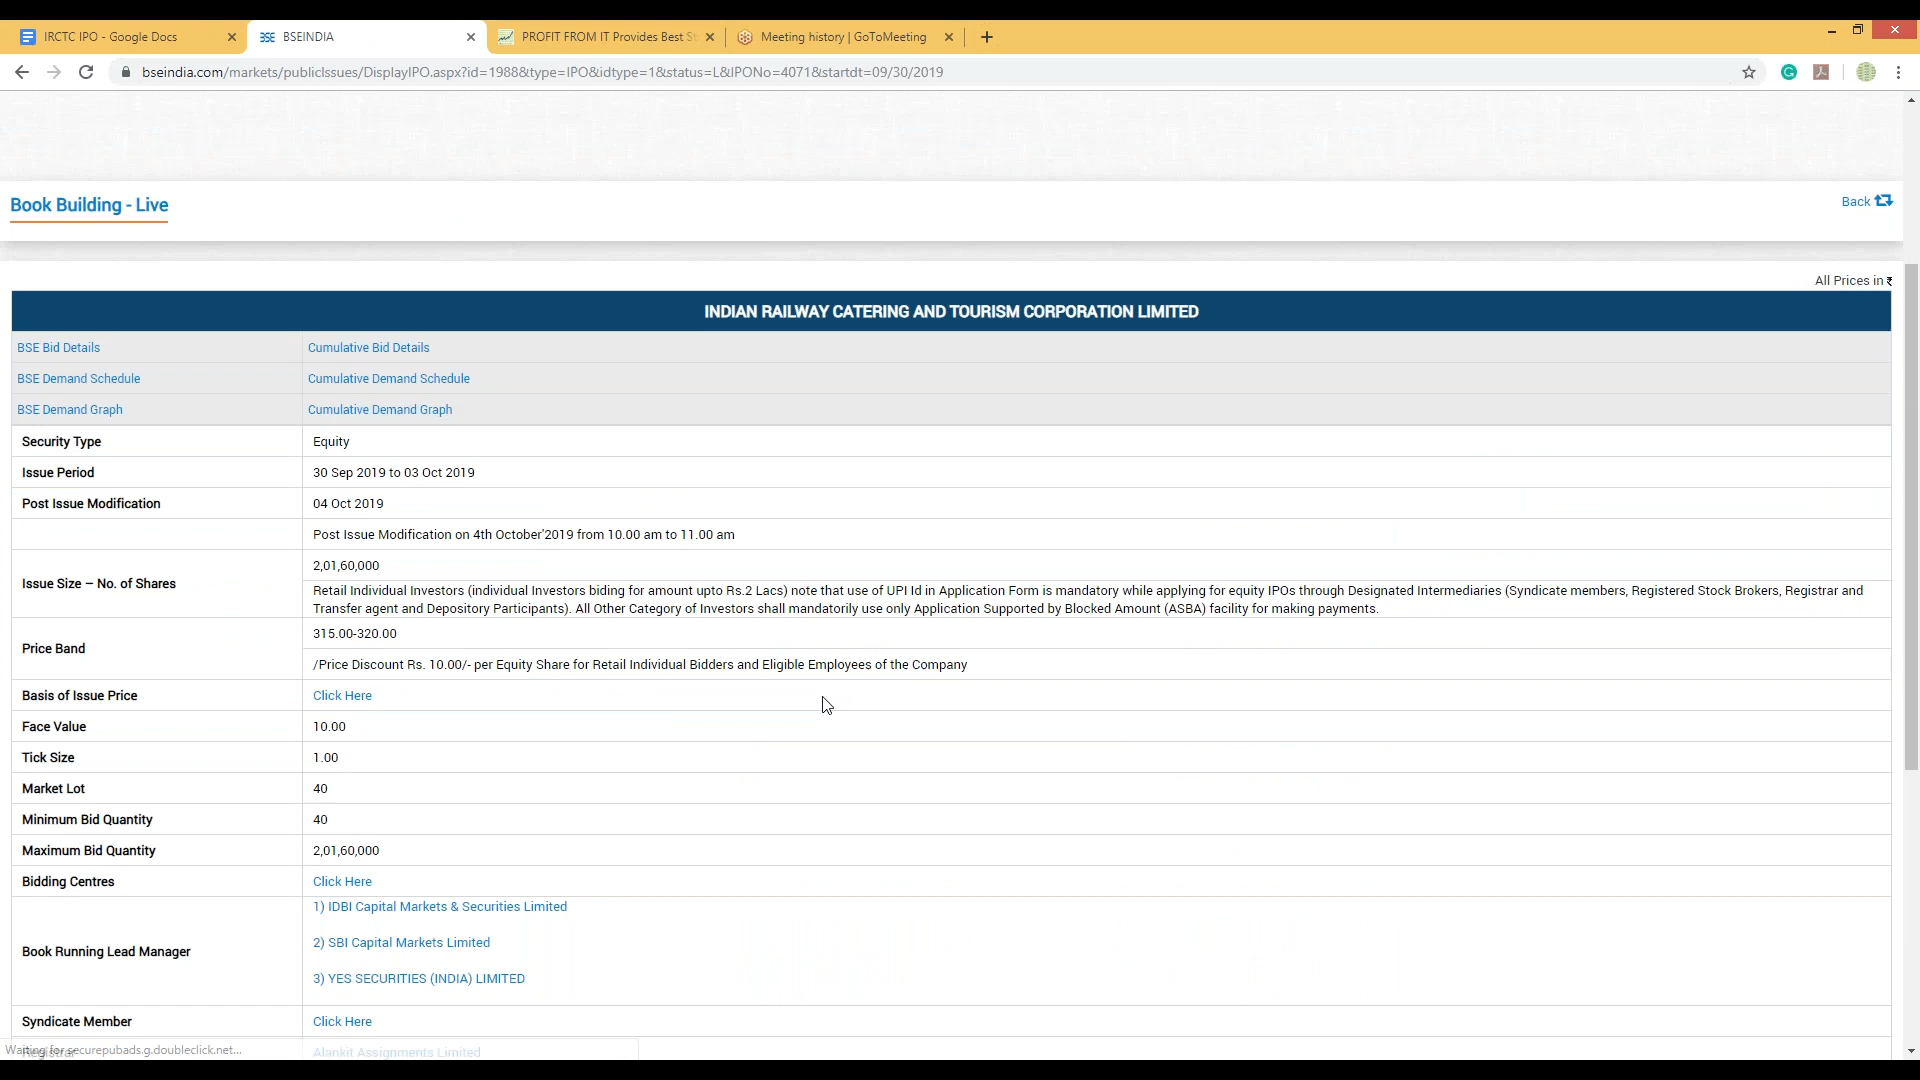 IRCTC IPO - Google Docs
BSEINDIA
PROFIT FROM IT Provides Best S
Meeting history | GoToMeeting
bseindia.com/markets/publicIssues/DisplayIPO.aspx?id=1988&type=IPO&idtype=1&status=L&IPONo=4071&startdt=09/30/2019
Book Building - Live
Back
All Prices in ₹
INDIAN RAILWAY CATERING AND TOURISM CORPORATION LIMITED
BSE Bid Details
Cumulative Bid Details
BSE Demand Schedule
Cumulative Demand Schedule
BSE Demand Graph
Cumulative Demand Graph
Security Type
Equity
Issue Period
30 Sep 2019 to 03 Oct 2019
Post Issue Modification
04 Oct 2019
Post Issue Modification on 4th October'2019 from 10.00 am to 11.00 am
Issue Size – No. of Shares
2,01,60,000
Retail Individual Investors (individual Investors biding for amount upto Rs.2 Lacs) note that use of UPI Id in Application Form is mandatory while applying for equity IPOs through Designated Intermediaries (Syndicate members, Registered Stock Brokers, Registrar and
Transfer agent and Depository Participants). All Other Category of Investors shall mandatorily use only Application Supported by Blocked Amount (ASBA) facility for making payments.
Price Band
315.00-320.00
/Price Discount Rs. 10.00/- per Equity Share for Retail Individual Bidders and Eligible Employees of the Company
Basis of Issue Price
Click Here
Face Value
10.00
Tick Size
1.00
Market Lot
40
Minimum Bid Quantity
40
Maximum Bid Quantity
2,01,60,000
Bidding Centres
Click Here
Book Running Lead Manager
1) IDBI Capital Markets & Securities Limited
2) SBI Capital Markets Limited
3) YES SECURITIES (INDIA) LIMITED
Syndicate Member
Click Here
Registrar
Alankit Assignments Limited
Waiting for securepubads.g.doubleclick.net...